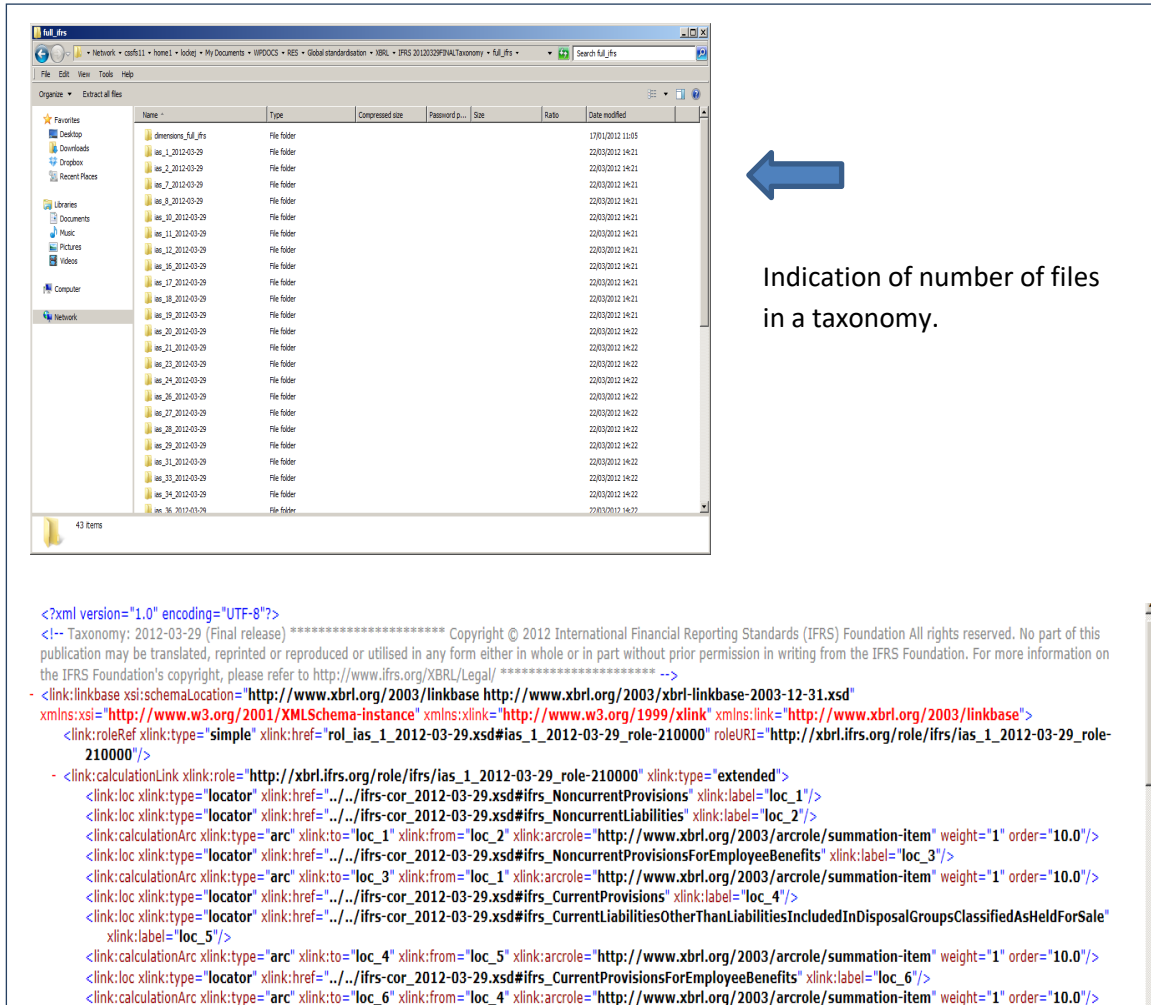 full_ifrs
Network • cssfs11 • home1 • lockej • My Documents • WPDOCS • RES • Global standardisation • XBRL • IFRS 20120329FINALTaxonomy • full_ifrs •
Search full_ifrs
File Edit View Tools Help
Organize Extract all files
Favorites
Desktop
Downloads
Dropbox
Recent Places
Libraries
Documents
Music
Pictures
Videos
Computer
Network
Name Type Compressed size Password p... Size Ratio Date modified
dimensions_full_ifrs File folder 17/01/2012 11:05
ias_1_2012-03-29 File folder 22/03/2012 14:21
ias_2_2012-03-29 File folder 22/03/2012 14:21
ias_7_2012-03-29 File folder 22/03/2012 14:21
ias_8_2012-03-29 File folder 22/03/2012 14:21
ias_10_2012-03-29 File folder 22/03/2012 14:21
ias_11_2012-03-29 File folder 22/03/2012 14:21
ias_12_2012-03-29 File folder 22/03/2012 14:21
ias_16_2012-03-29 File folder 22/03/2012 14:21
ias_17_2012-03-29 File folder 22/03/2012 14:21
ias_18_2012-03-29 File folder 22/03/2012 14:21
ias_19_2012-03-29 File folder 22/03/2012 14:21
ias_20_2012-03-29 File folder 22/03/2012 14:22
ias_21_2012-03-29 File folder 22/03/2012 14:22
ias_23_2012-03-29 File folder 22/03/2012 14:22
ias_24_2012-03-29 File folder 22/03/2012 14:22
ias_26_2012-03-29 File folder 22/03/2012 14:22
ias_27_2012-03-29 File folder 22/03/2012 14:22
ias_28_2012-03-29 File folder 22/03/2012 14:22
ias_29_2012-03-29 File folder 22/03/2012 14:22
ias_31_2012-03-29 File folder 22/03/2012 14:22
ias_33_2012-03-29 File folder 22/03/2012 14:22
ias_34_2012-03-29 File folder 22/03/2012 14:22
ias_36_2012-03-29 File folder 22/03/2012 14:22
43 items
Indication of number of files
in a taxonomy.
<?xml version="1.0" encoding="UTF-8"?>
<!-- Taxonomy: 2012-03-29 (Final release) ********************** Copyright © 2012 International Financial Reporting Standards (IFRS) Foundation All rights reserved. No part of this
publication may be translated, reprinted or reproduced or utilised in any form either in whole or in part without prior permission in writing from the IFRS Foundation. For more information on
the IFRS Foundation's copyright, please refer to http://www.ifrs.org/XBRL/Legal/ ********************** -->
- <link:linkbase xsi:schemaLocation="http://www.xbrl.org/2003/linkbase http://www.xbrl.org/2003/xbrl-linkbase-2003-12-31.xsd"
xmlns:xsi="http://www.w3.org/2001/XMLSchema-instance" xmlns:xlink="http://www.w3.org/1999/xlink" xmlns:link="http://www.xbrl.org/2003/linkbase">
<link:roleRef xlink:type="simple" xlink:href="rol_ias_1_2012-03-29.xsd#ias_1_2012-03-29_role-210000" roleURI="http://xbrl.ifrs.org/role/ifrs/ias_1_2012-03-29_role-
210000"/>
- <link:calculationLink xlink:role="http://xbrl.ifrs.org/role/ifrs/ias_1_2012-03-29_role-210000" xlink:type="extended">
<link:loc xlink:type="locator" xlink:href="../../ifrs-cor_2012-03-29.xsd#ifrs_NoncurrentProvisions" xlink:label="loc_1"/>
<link:loc xlink:type="locator" xlink:href="../../ifrs-cor_2012-03-29.xsd#ifrs_NoncurrentLiabilities" xlink:label="loc_2"/>
<link:calculationArc xlink:type="arc" xlink:to="loc_1" xlink:from="loc_2" xlink:arcrole="http://www.xbrl.org/2003/arcrole/summation-item" weight="1" order="10.0"/>
<link:loc xlink:type="locator" xlink:href="../../ifrs-cor_2012-03-29.xsd#ifrs_NoncurrentProvisionsForEmployeeBenefits" xlink:label="loc_3"/>
<link:calculationArc xlink:type="arc" xlink:to="loc_3" xlink:from="loc_1" xlink:arcrole="http://www.xbrl.org/2003/arcrole/summation-item" weight="1" order="10.0"/>
<link:loc xlink:type="locator" xlink:href="../../ifrs-cor_2012-03-29.xsd#ifrs_CurrentProvisions" xlink:label="loc_4"/>
<link:loc xlink:type="locator" xlink:href="../../ifrs-cor_2012-03-29.xsd#ifrs_CurrentLiabilitiesOtherThanLiabilitiesIncludedInDisposalGroupsClassifiedAsHeldForSale"
xlink:label="loc_5"/>
<link:calculationArc xlink:type="arc" xlink:to="loc_4" xlink:from="loc_5" xlink:arcrole="http://www.xbrl.org/2003/arcrole/summation-item" weight="1" order="10.0"/>
<link:loc xlink:type="locator" xlink:href="../../ifrs-cor_2012-03-29.xsd#ifrs_CurrentProvisionsForEmployeeBenefits" xlink:label="loc_6"/>
<link:calculationArc xlink:type="arc" xlink:to="loc_6" xlink:from="loc_4" xlink:arcrole="http://www.xbrl.org/2003/arcrole/summation-item" weight="1" order="10.0"/>